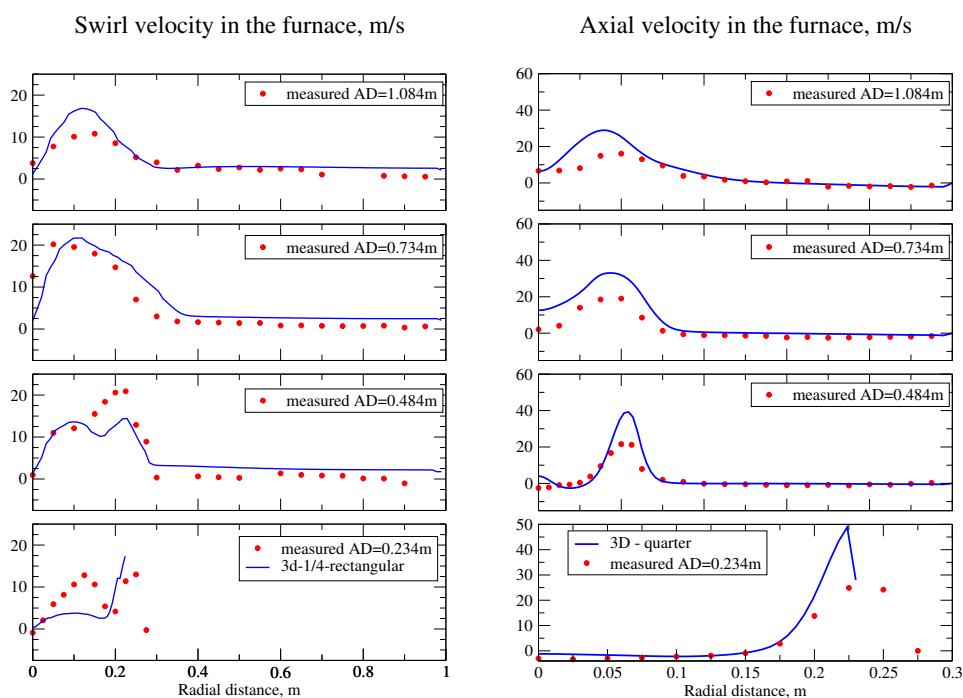 Swirl velocity in the furnace, m/s
Axial velocity in the furnace, m/s
20
10
0
measured AD=1.084m
20
10
0
measured AD=0.734m
20
10
0
measured AD=0.484m
20
10
0
measured AD=0.234m
3d-1/4-rectangular
0 0.2 0.4 0.6 0.8 1
Radial distance, m
60
40
20
0
measured AD=1.084m
60
40
20
0
measured AD=0.734m
60
40
20
0
measured AD=0.484m
50
40
30
20
10
0
3D - quarter
measured AD=0.234m
0 0.05 0.1 0.15 0.2 0.25 0.3
Radial distance, m